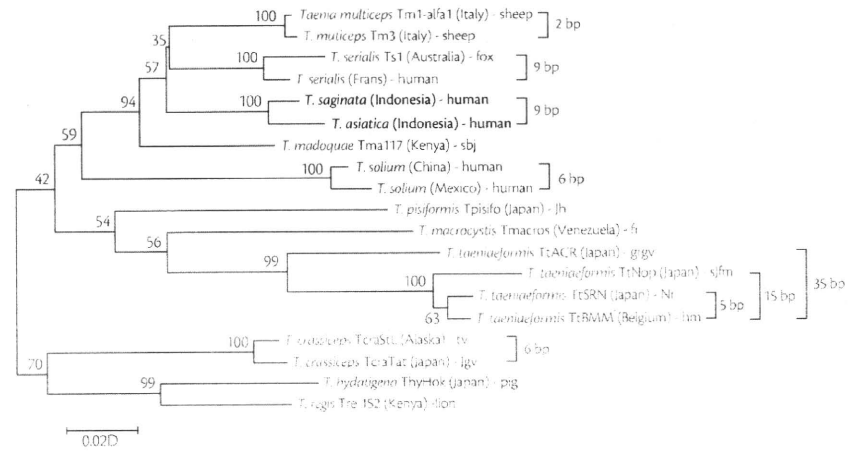 100 Taenia multiceps Tm1-alfa1 (Italy) - sheep
T. muticeps Tm3 (Italy) - sheep
2 bp
35
100 T. serialis Ts1 (Australia) - fox
T. serialis (Frans) - human
9 bp
57
100 T. saginata (Indonesia) - human
T. asiatica (Indonesia) - human
9 bp
94
T. madoquae Tma117 (Kenya) - sbj
59
100 T. solium (China) - human
T. solium (Mexico) - human
6 bp
42
T. pisiformis Tpisifo (Japan) - Jh
54
T. macrocystis Tmacros (Venezuela) - fr
56
T. taeniaeformis TtACR (Japan) - grgv
99
T. taeniaeformis TtNop (Japan) - sjfm
100
T. taeniaeformis TtSRN (Japan) - Nr
63 T. taeniaeformis TtBMM (Belgium) - hm
5 bp
15 bp
35 bp
100 T. crassiceps TcraStL (Alaska) - tv
T. crassiceps TcraTat (Japan) - Jgv
6 bp
70
T. hydatigena ThyHok (Japan) - pig
99
T. regis Tre 152 (Kenya) -lion
0.02D